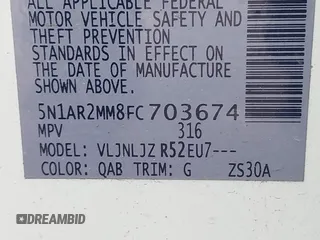 ALL APPLICABLE FEDERAL
MOTOR VEHICLE SAFETY AND
THEFT PREVENTION
STANDARDS IN EFFECT ON
THE DATE OF MANUFACTURE
SHOWN ABOVE.
5N1AR2MM8FC703674
MPV 316
MODEL: VLJNLJZ R52EU7---
COLOR: QAB TRIM: G ZS30A
DREAMBID